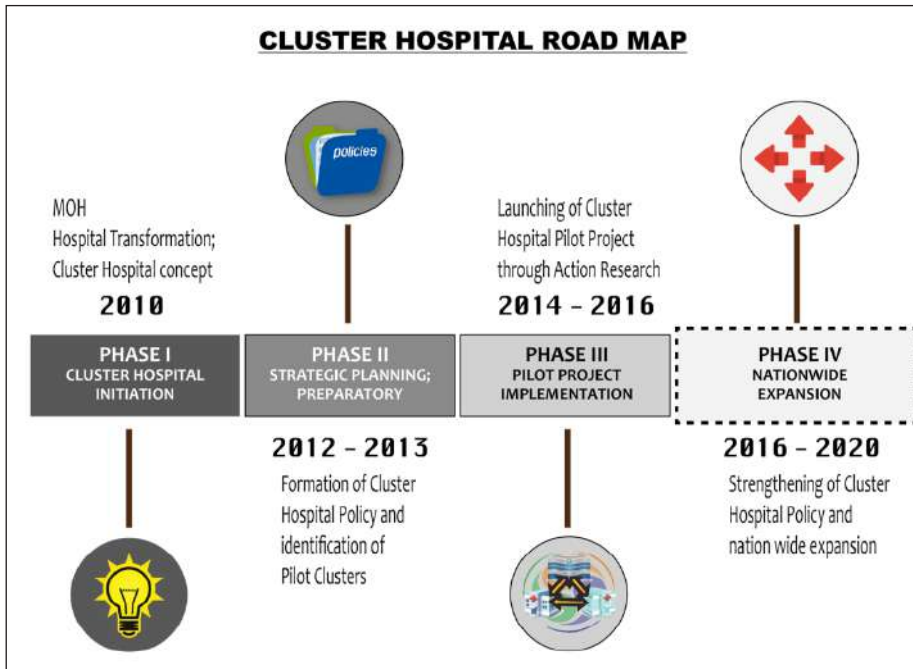 CLUSTER HOSPITAL ROAD MAP
policies
MOH
Hospital Transformation;
Cluster Hospital concept
2010
Launching of Cluster
Hospital Pilot Project
through Action Research
2014 - 2016
PHASE I
CLUSTER HOSPITAL
INITIATION
PHASE II
STRATEGIC PLANNING;
PREPARATORY
PHASE III
PILOT PROJECT
IMPLEMENTATION
PHASE IV
NATIONWIDE
EXPANSION
2012 - 2013
Formation of Cluster
Hospital Policy and
identification of
Pilot Clusters
2016 - 2020
Strengthening of Cluster
Hospital Policy and
nation wide expansion